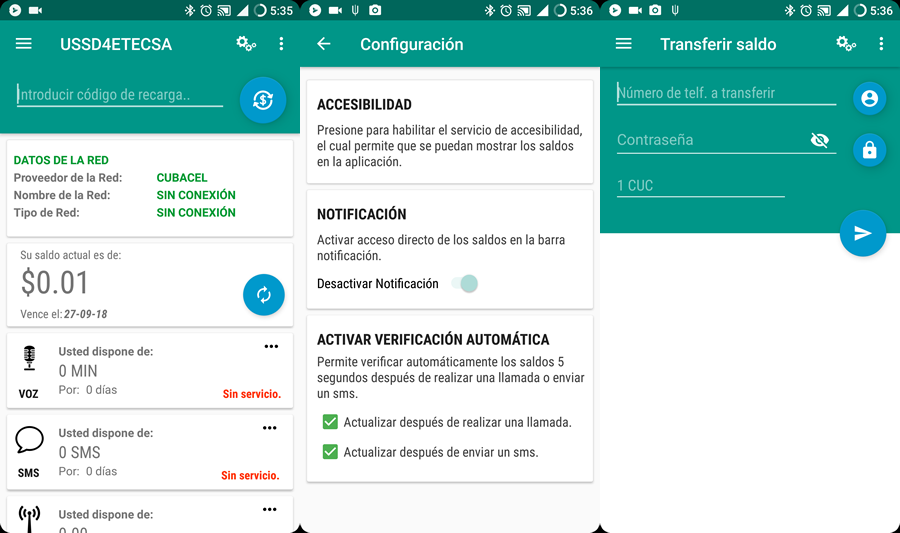 5:35
USSD4ETECSA
Introducir código de recarga..
DATOS DE LA RED
Proveedor de la Red: CUBACEL
Nombre de la Red: SIN CONEXIÓN
Tipo de Red: SIN CONEXIÓN
Su saldo actual es de:
$0.01
Vence el: 27-09-18
Usted dispone de:
0 MIN
Por: 0 días
VOZ
Sin servicio.
Usted dispone de:
0 SMS
Por: 0 días
SMS
Sin servicio.
Usted dispone de:
0.00
5:36
Configuración
ACCESIBILIDAD
Presione para habilitar el servicio de accesibilidad,
el cual permite que se puedan mostrar los saldos
en la aplicación.
NOTIFICACIÓN
Activar acceso directo de los saldos en la barra
notificación.
Desactivar Notificación
ACTIVAR VERIFICACIÓN AUTOMÁTICA
Permite verificar automáticamente los saldos 5
segundos después de realizar una llamada o enviar
un sms.
Actualizar después de realizar una llamada.
Actualizar después de enviar un sms.
5:36
Transferir saldo
Número de telf. a transferir
Contraseña
1 CUC